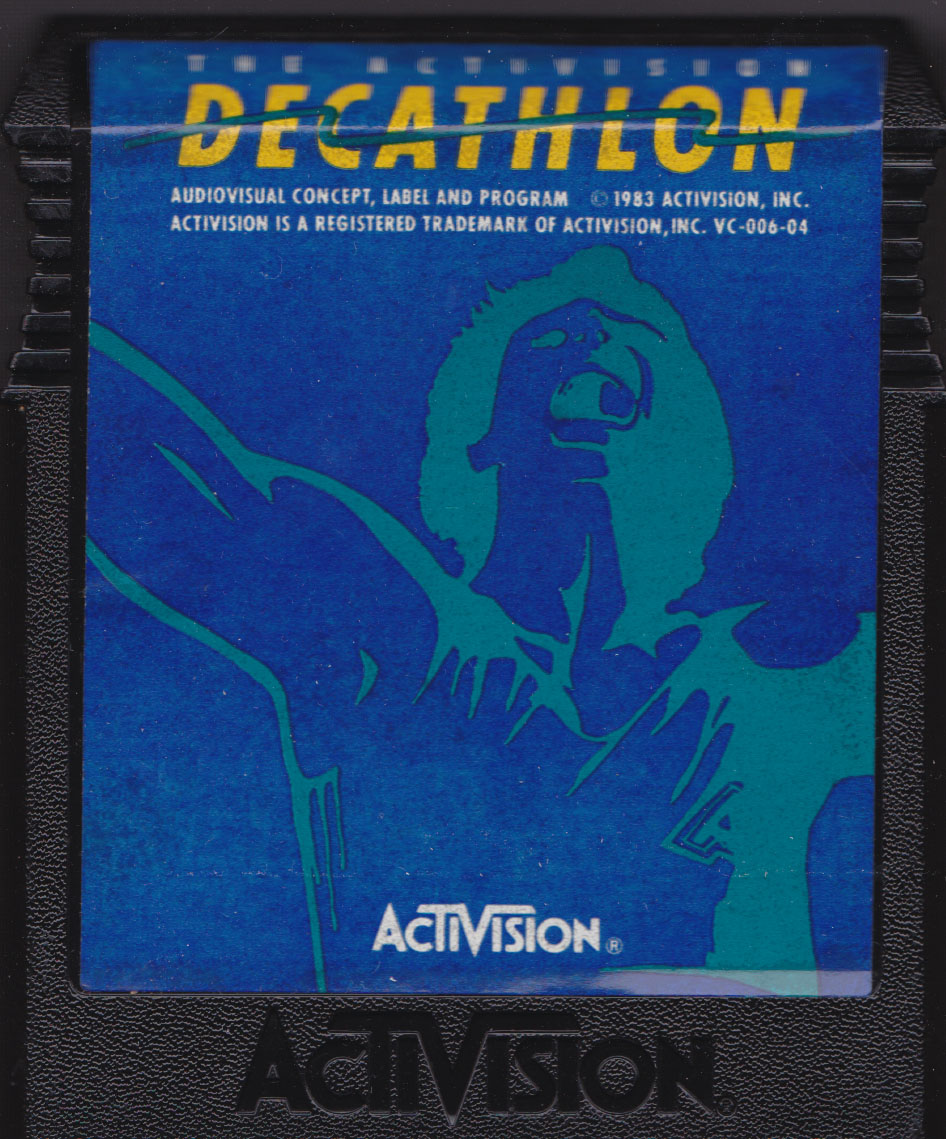 THE ACTIVISION
DECATHLON
AUDIOVISUAL CONCEPT, LABEL AND PROGRAM © 1983 ACTIVISION, INC.
ACTIVISION IS A REGISTERED TRADEMARK OF ACTIVISION, INC. VC-006-04
ACTIVISION®
ACTIVISION®